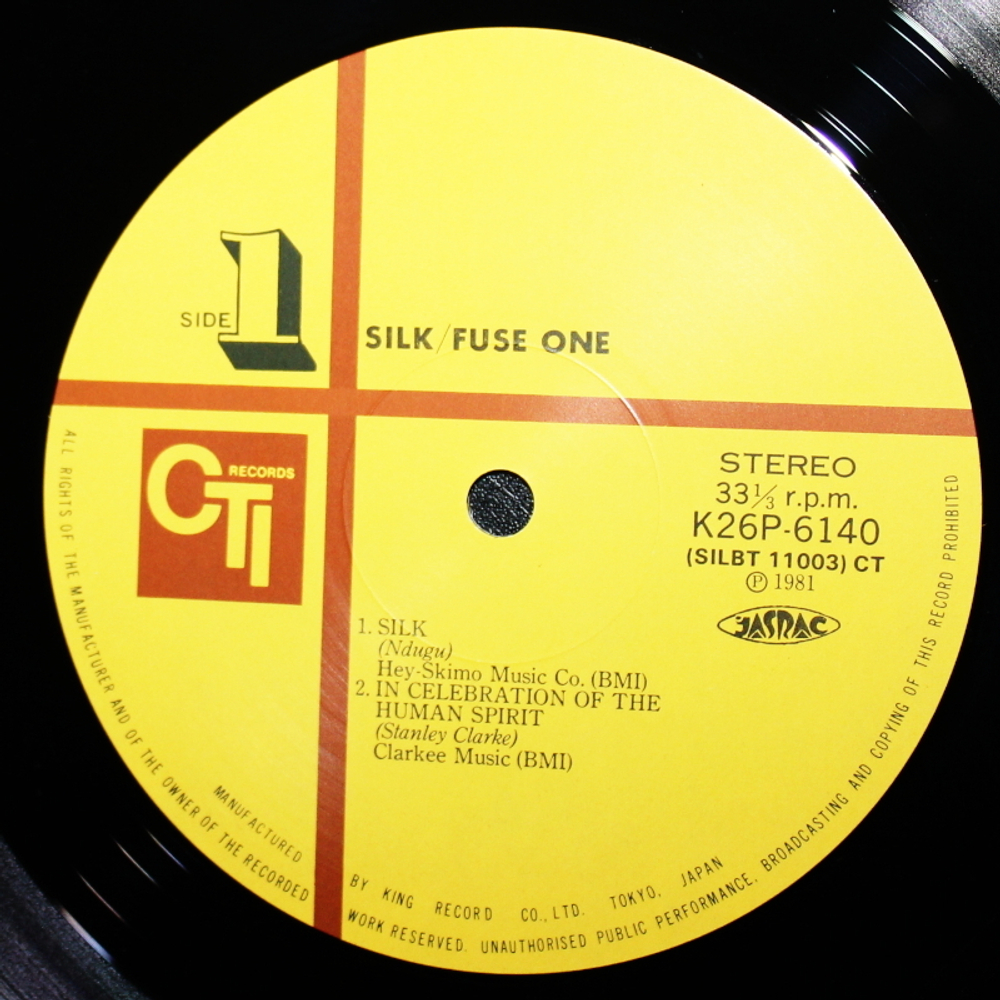 SIDE 1
SILK/FUSE ONE
CTI RECORDS
STEREO
33⅓ r.p.m.
K26P-6140
(SILBT 11003) CT
Ⓟ 1981
JASRAC
1. SILK
(Ndugu)
Hey-Skimo Music Co. (BMI)
2. IN CELEBRATION OF THE
HUMAN SPIRIT
(Stanley Clarke)
Clarkee Music (BMI)
MANUFACTURED BY KING RECORD CO., LTD. TOKYO, JAPAN
ALL RIGHTS OF THE MANUFACTURER AND OF THE OWNER OF THE RECORDED WORK RESERVED. UNAUTHORISED PUBLIC PERFORMANCE, BROADCASTING AND COPYING OF THIS RECORD PROHIBITED